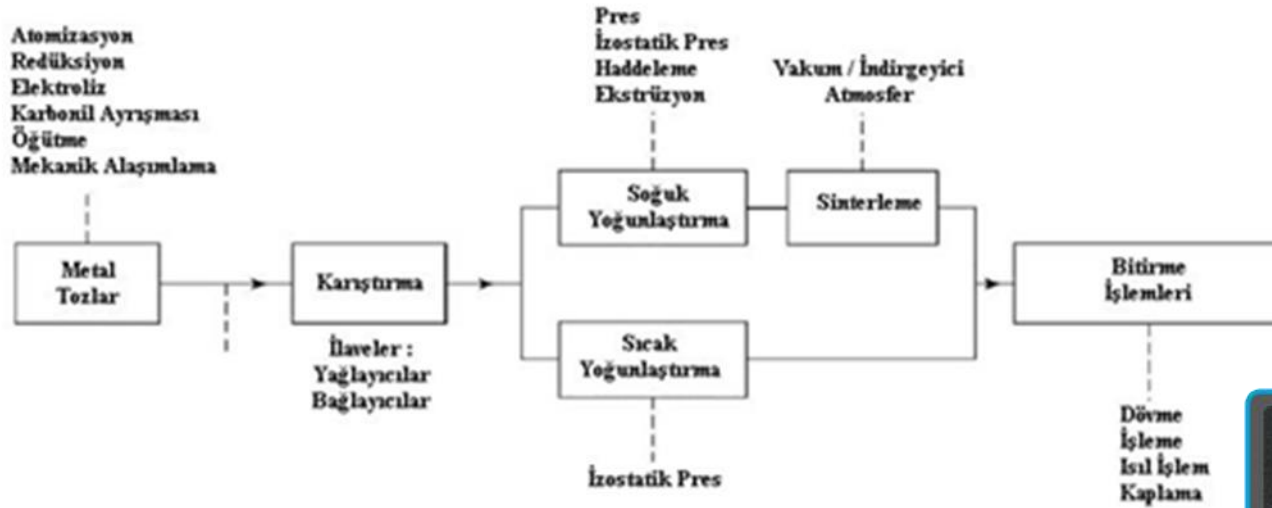 Atomizasyon
Redüksiyon
Elektroliz
Karbonil Ayrışması
Öğütme
Mekanik Alaşımlama
Metal
Tozlar
Karıştırma
İlaveler :
Yağlayıcılar
Bağlayıcılar
Pres
İzostatik Pres
Haddeleme
Ekstrüzyon
Soğuk
Yoğunlaştırma
Vakum / İndirgeyici
Atmosfer
Sinterleme
Sıcak
Yoğunlaştırma
İzostatik Pres
Bitirme
İşlemleri
Dövme
İşleme
Isıl İşlem
Kaplama